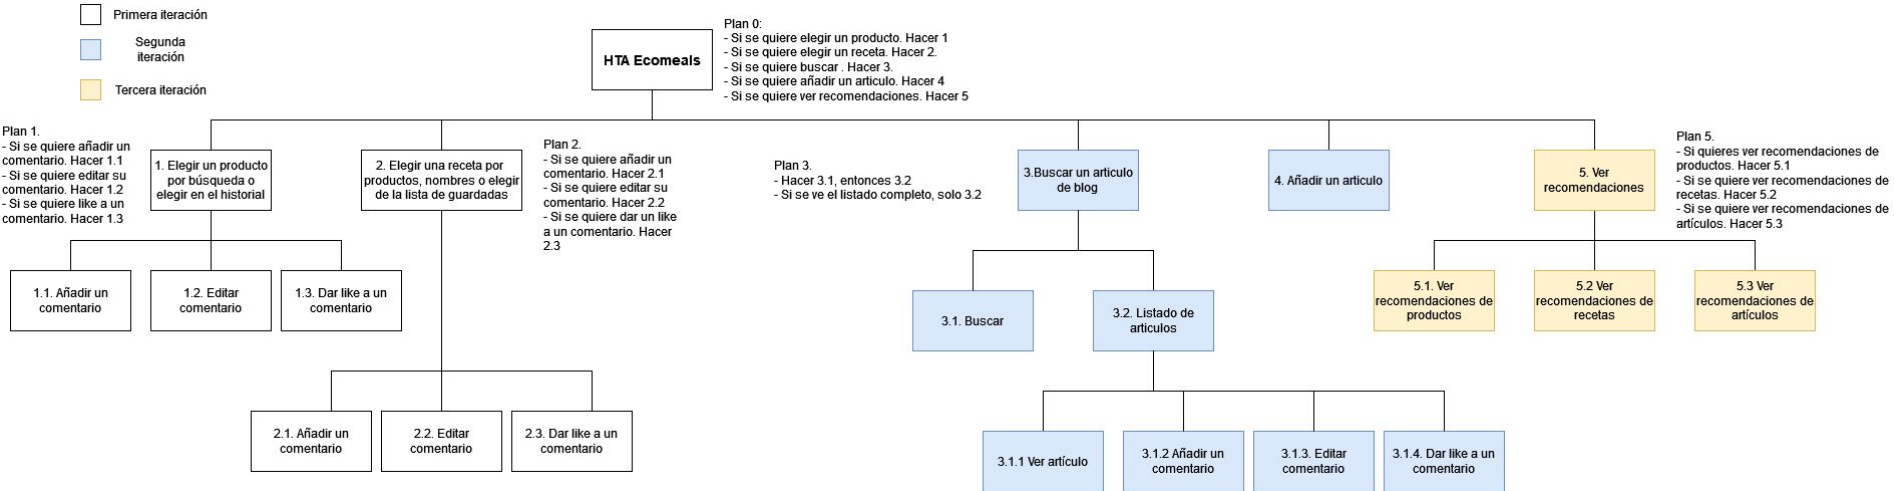 Primera iteración
Segunda
iteración
Tercera iteración
HTA Ecomeals
Plan 0:
- Si se quiere elegir un producto. Hacer 1
- Si se quiere elegir un receta. Hacer 2.
- Si se quiere buscar . Hacer 3.
- Si se quiere añadir un articulo. Hacer 4
- Si se quiere ver recomendaciones. Hacer 5
Plan 1.
- Si se quiere añadir un
comentario. Hacer 1.1
- Si se quiere editar su
comentario. Hacer 1.2
- Si se quiere like a un
comentario. Hacer 1.3
1. Elegir un producto
por búsqueda o
elegir en el historial
2. Elegir una receta por
productos, nombres o elegir
de la lista de guardadas
Plan 2.
- Si se quiere añadir un
comentario. Hacer 2.1
- Si se quiere editar su
comentario. Hacer 2.2
- Si se quiere dar un like
a un comentario. Hacer
2.3
Plan 3.
- Hacer 3.1, entonces 3.2
- Si se ve el listado completo, solo 3.2
3.Buscar un articulo
de blog
4. Añadir un articulo
5. Ver
recomendaciones
Plan 5.
- Si quieres ver recomendaciones de
productos. Hacer 5.1
- Si se quiere ver recomendaciones de
recetas. Hacer 5.2
- Si se quiere ver recomendaciones de
artículos. Hacer 5.3
1.1. Añadir un
comentario
1.2. Editar
comentario
1.3. Dar like a un
comentario
3.1. Buscar
3.2. Listado de
articulos
5.1. Ver
recomendaciones de
productos
5.2 Ver
recomendaciones de
recetas
5.3 Ver
recomendaciones de
artículos
2.1. Añadir un
comentario
2.2. Editar
comentario
2.3. Dar like a un
comentario
3.1.1 Ver artículo
3.1.2 Añadir un
comentario
3.1.3. Editar
comentario
3.1.4. Dar like a un
comentario